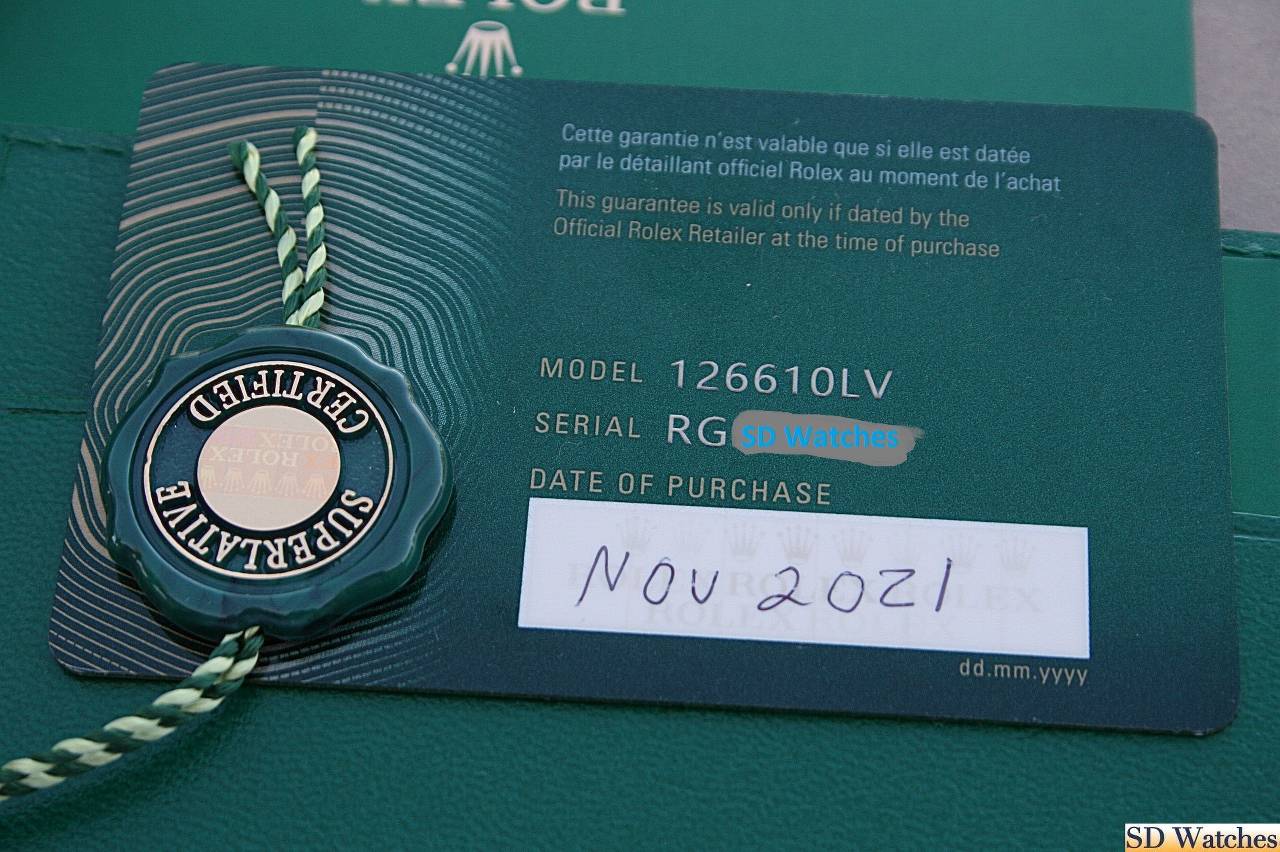 ROLEX
Cette garantie n'est valable que si elle est datée
par le détaillant officiel Rolex au moment de l'achat
This guarantee is valid only if dated by the
Official Rolex Retailer at the time of purchase
MODEL 126610LV
SERIAL RG SD Watches
DATE OF PURCHASE
NOV 2021
dd.mm.yyyy
SUPERLATIVE
CERTIFIED
ROLEX
SD Watches